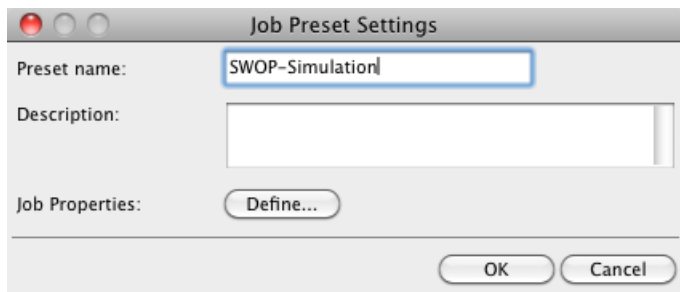 Job Preset Settings
Preset name: SWOP-Simulation
Description:
Job Properties: Define...
OK Cancel